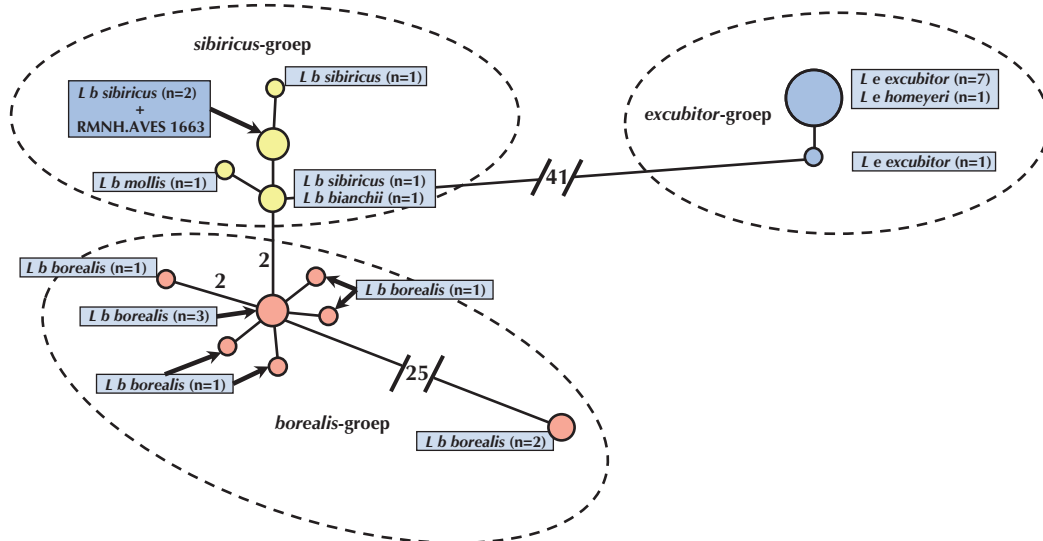 sibiricus-groep
L b sibiricus (n=1)
L b sibiricus (n=2)
+
RMNH.AVES 1663
L b mollis (n=1)
L b sibiricus (n=1)
L b bianchii (n=1)
41
excubitor-groep
L e excubitor (n=7)
L e homeyeri (n=1)
L e excubitor (n=1)
2
L b borealis (n=1)
2
L b borealis (n=1)
L b borealis (n=3)
L b borealis (n=1)
25
borealis-groep
L b borealis (n=2)